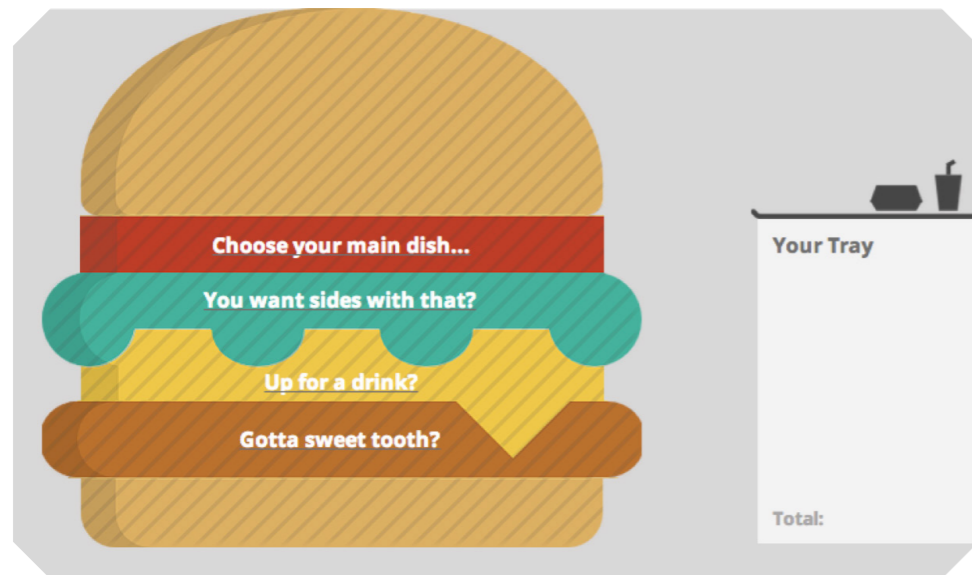 Choose your main dish...
You want sides with that?
Up for a drink?
Gotta sweet tooth?
Your Tray
Total: